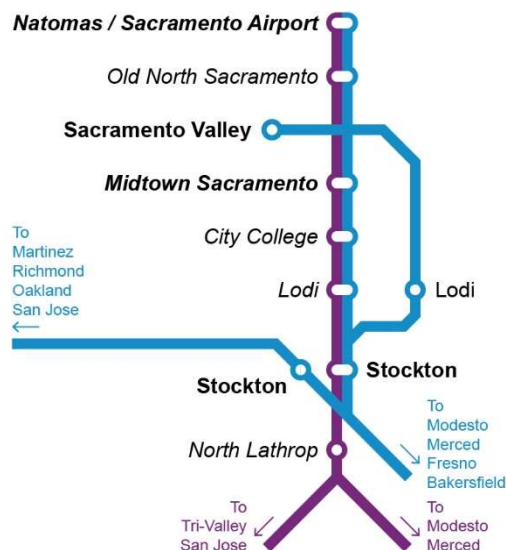 Natomas / Sacramento Airport
Old North Sacramento
Sacramento Valley
Midtown Sacramento
City College
Lodi
Lodi
To
Martinez
Richmond
Oakland
San Jose
←
Stockton
Stockton
To
Modesto
Merced
Fresno
Bakersfield
North Lathrop
To
Tri-Valley
San Jose
To
Modesto
Merced